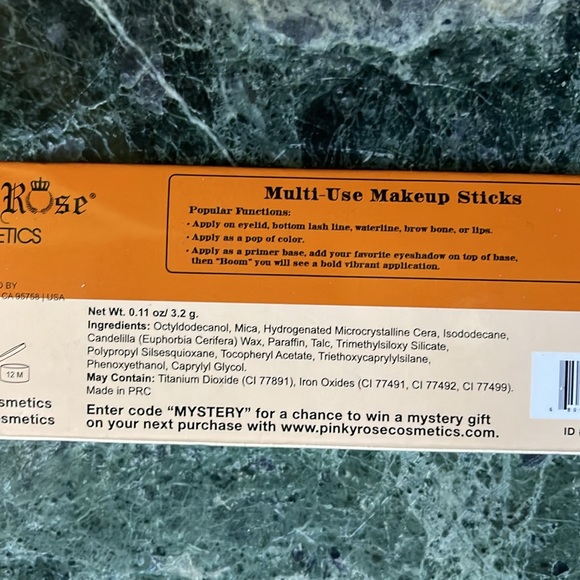 Rose®
ETICS
D BY
CA 95758 | USA
12 M
smetics
smetics
Multi-Use Makeup Sticks
Popular Functions:
• Apply on eyelid, bottom lash line, waterline, brow bone, or lips.
• Apply as a pop of color.
• Apply as a primer base, add your favorite eyeshadow on top of base,
then "Boom" you will see a bold vibrant application.
Net Wt. 0.11 oz/ 3.2 g.
Ingredients: Octyldodecanol, Mica, Hydrogenated Microcrystalline Cera, Isododecane,
Candelilla (Euphorbia Cerifera) Wax, Paraffin, Talc, Trimethylsiloxy Silicate,
Polypropyl Silsesquioxane, Tocopheryl Acetate, Triethoxycaprylylsilane,
Phenoxyethanol, Caprylyl Glycol.
May Contain: Titanium Dioxide (CI 77891), Iron Oxides (CI 77491, CI 77492, CI 77499).
Made in PRC
Enter code “MYSTERY” for a chance to win a mystery gift
on your next purchase with www.pinkyrosecosmetics.com.
ID